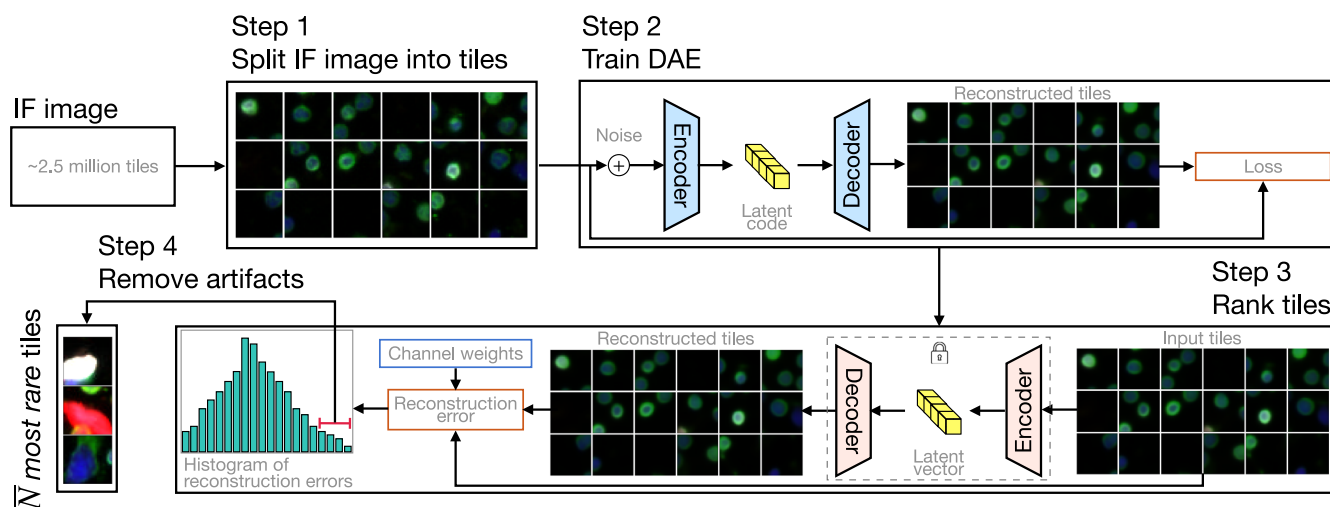 Step 1
Split IF image into tiles
Step 2
Train DAE
IF image
~2.5 million tiles
Noise
Encoder
Latent
code
Decoder
Reconstructed tiles
Loss
Step 4
Remove artifacts
Step 3
Rank tiles
N most rare tiles
Histogram of
reconstruction errors
Channel weights
Reconstruction
error
Reconstructed tiles
Decoder
Latent
vector
Encoder
Input tiles